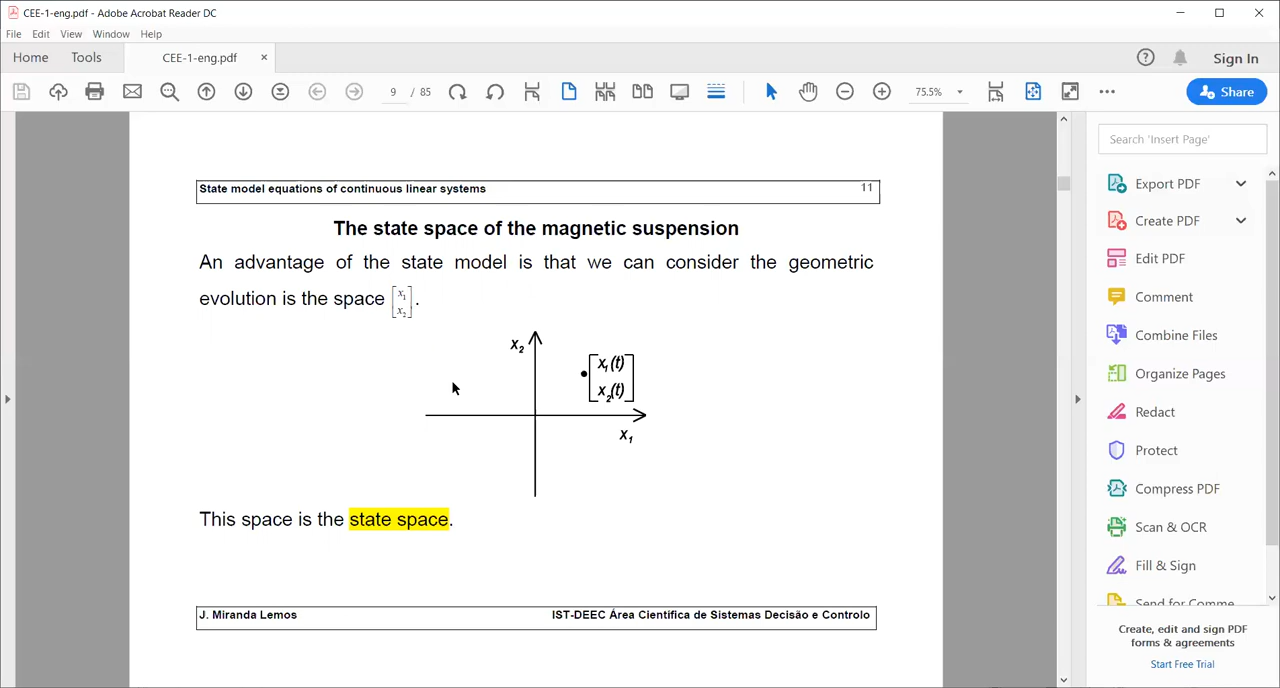 CEE-1-eng.pdf - Adobe Acrobat Reader DC
File Edit View Window Help
Home Tools CEE-1-eng.pdf × Sign In
9 / 85 75.5% Share
State model equations of continuous linear systems 11
The state space of the magnetic suspension
An advantage of the state model is that we can consider the geometric
evolution is the space [x₁ x₂].
x₂
x₁(t)
x₂(t)
x₁
This space is the state space.
J. Miranda Lemos IST-DEEC Área Científica de Sistemas Decisão e Controlo
Search 'Insert Page'
Export PDF
Create PDF
Edit PDF
Comment
Combine Files
Organize Pages
Redact
Protect
Compress PDF
Scan & OCR
Fill & Sign
Send for Comme
Create, edit and sign PDF
forms & agreements
Start Free Trial